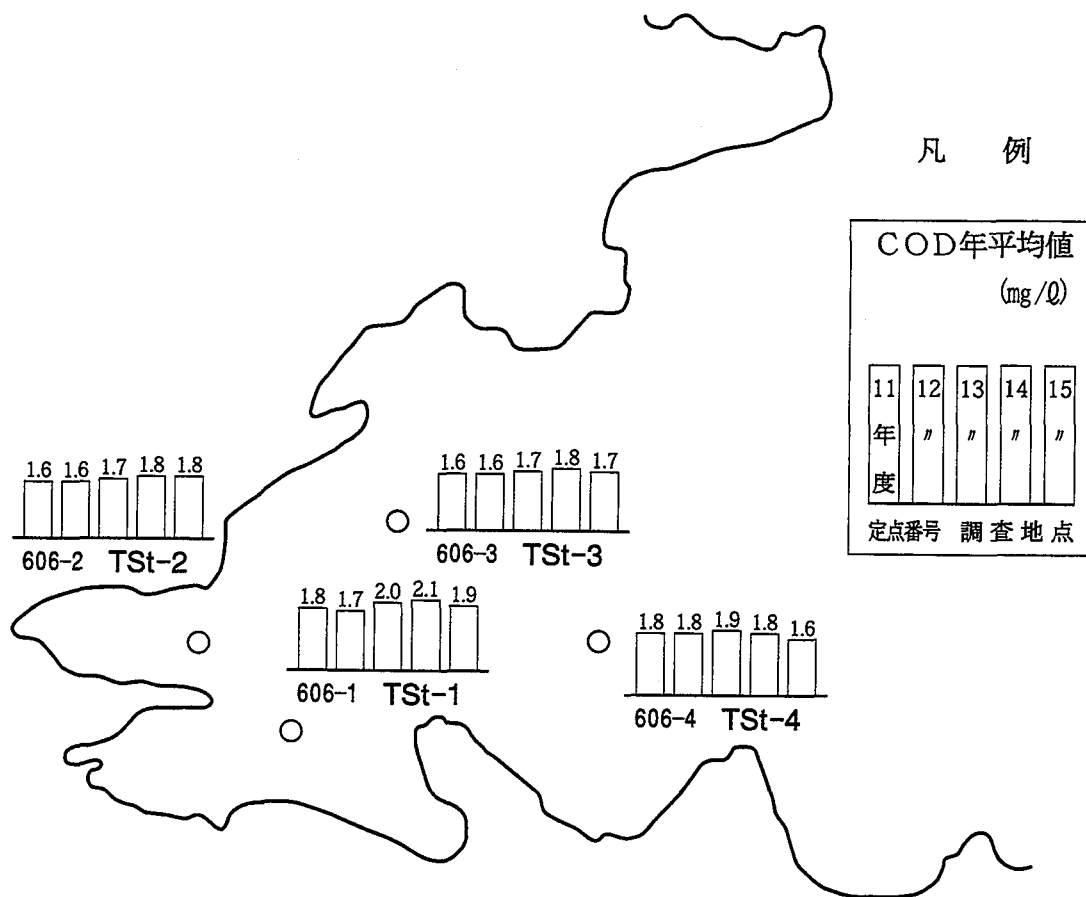 凡 例
COD年平均値
(mg/ℓ)
11 12 13 14 15
年 〃 〃 〃 〃
度
定点番号 調査地点
1.6 1.6 1.7 1.8 1.8
606-2 TSt-2
1.6 1.6 1.7 1.8 1.7
606-3 TSt-3
1.8 1.7 2.0 2.1 1.9
606-1 TSt-1
1.8 1.8 1.9 1.8 1.6
606-4 TSt-4